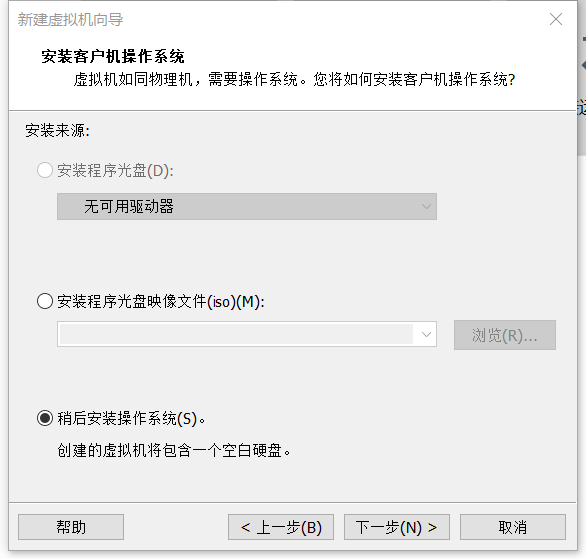 新建虚拟机向导
安装客户机操作系统
虚拟机如同物理机，需要操作系统。您将如何安装客户机操作系统?
安装来源:
安装程序光盘(D):
无可用驱动器
安装程序光盘映像文件(iso)(M):
浏览(R)...
稍后安装操作系统(S)。
创建的虚拟机将包含一个空白硬盘。
帮助
< 上一步(B)
下一步(N) >
取消